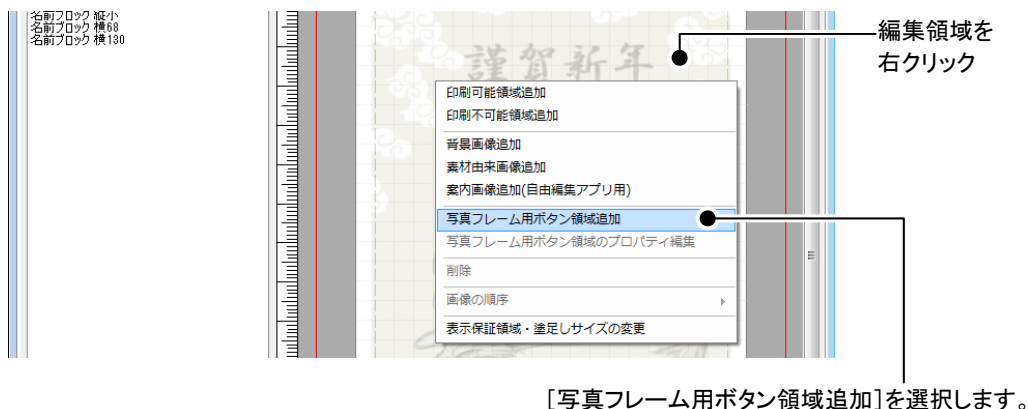 名前ブロック 縦小
名前ブロック 横68
名前ブロック 横130
謹賀新年
編集領域を
右クリック
印刷可能領域追加
印刷不可能領域追加
背景画像追加
素材由来画像追加
案内画像追加(自由編集アプリ用)
写真フレーム用ボタン領域追加
写真フレーム用ボタン領域のプロパティ編集
削除
画像の順序
表示保証領域・塗足しサイズの変更
[写真フレーム用ボタン領域追加]を選択します。